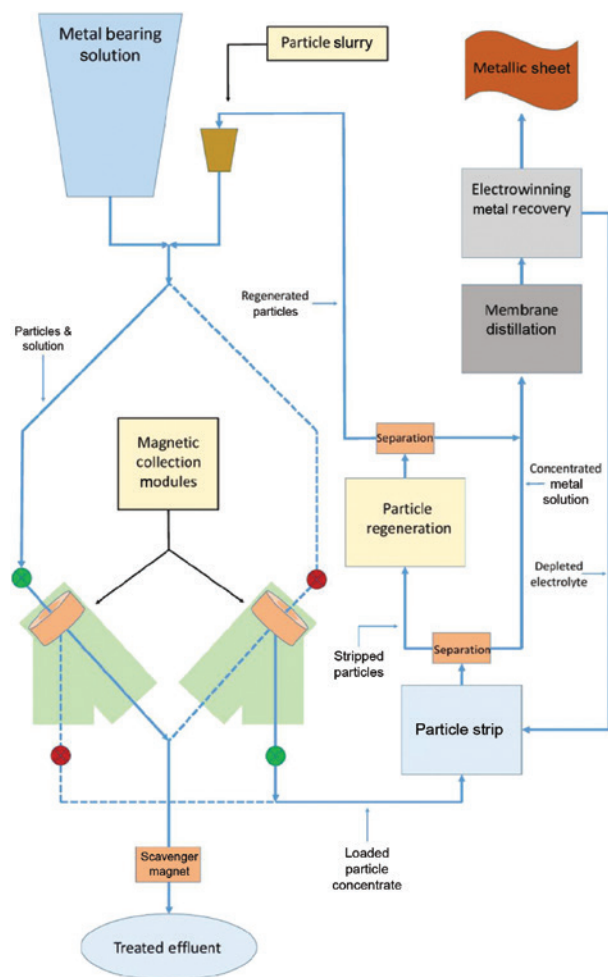 Metal bearing
solution
Particle slurry
Metallic sheet
Electrowinning
metal recovery
Regenerated
particles
Membrane
distillation
Particles &
solution
Magnetic
collection
modules
Separation
Concentrated
metal
solution
Particle
regeneration
Depleted
electrolyte
Stripped
particles
Separation
Particle strip
Loaded
particle
concentrate
Scavenger
magnet
Treated effluent